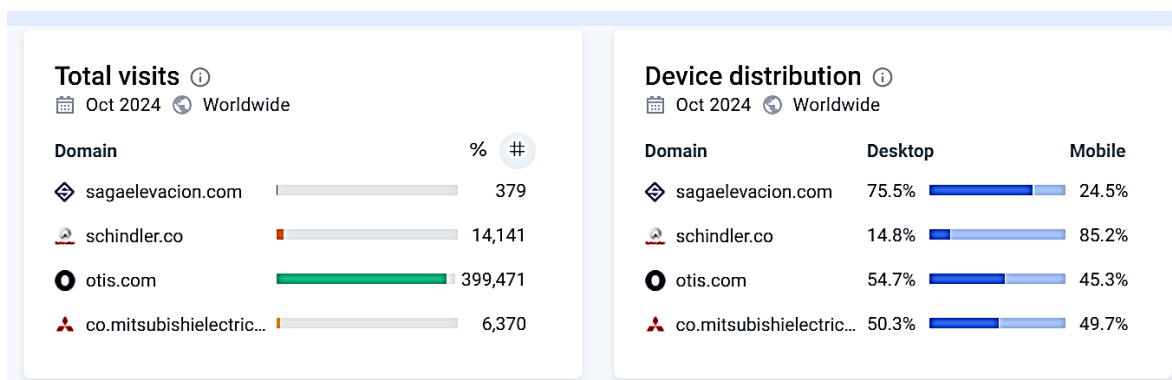 Total visits
Oct 2024 Worldwide
Domain % #
sagaelevacion.com 379
schindler.co 14,141
otis.com 399,471
co.mitsubishielectric... 6,370
Device distribution
Oct 2024 Worldwide
Domain Desktop Mobile
sagaelevacion.com 75.5% 24.5%
schindler.co 14.8% 85.2%
otis.com 54.7% 45.3%
co.mitsubishielectric... 50.3% 49.7%